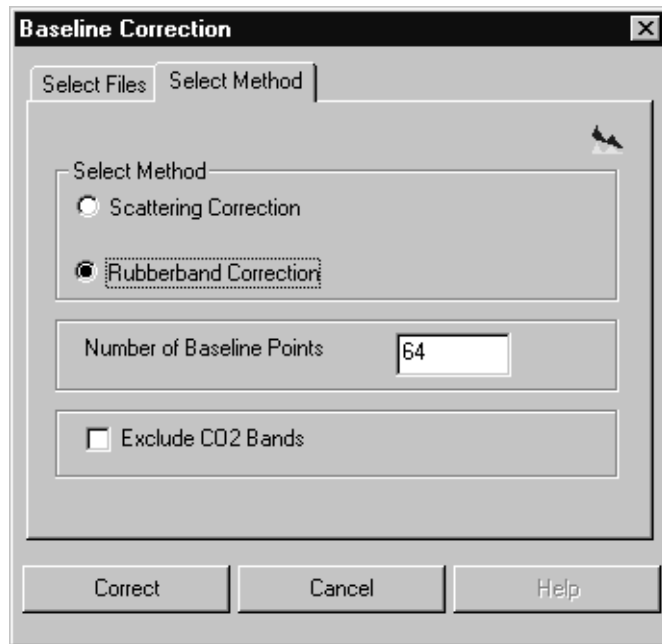 Baseline Correction
Select Files Select Method
Select Method
Scattering Correction
Rubberband Correction
Number of Baseline Points 64
Exclude CO2 Bands
Correct Cancel Help